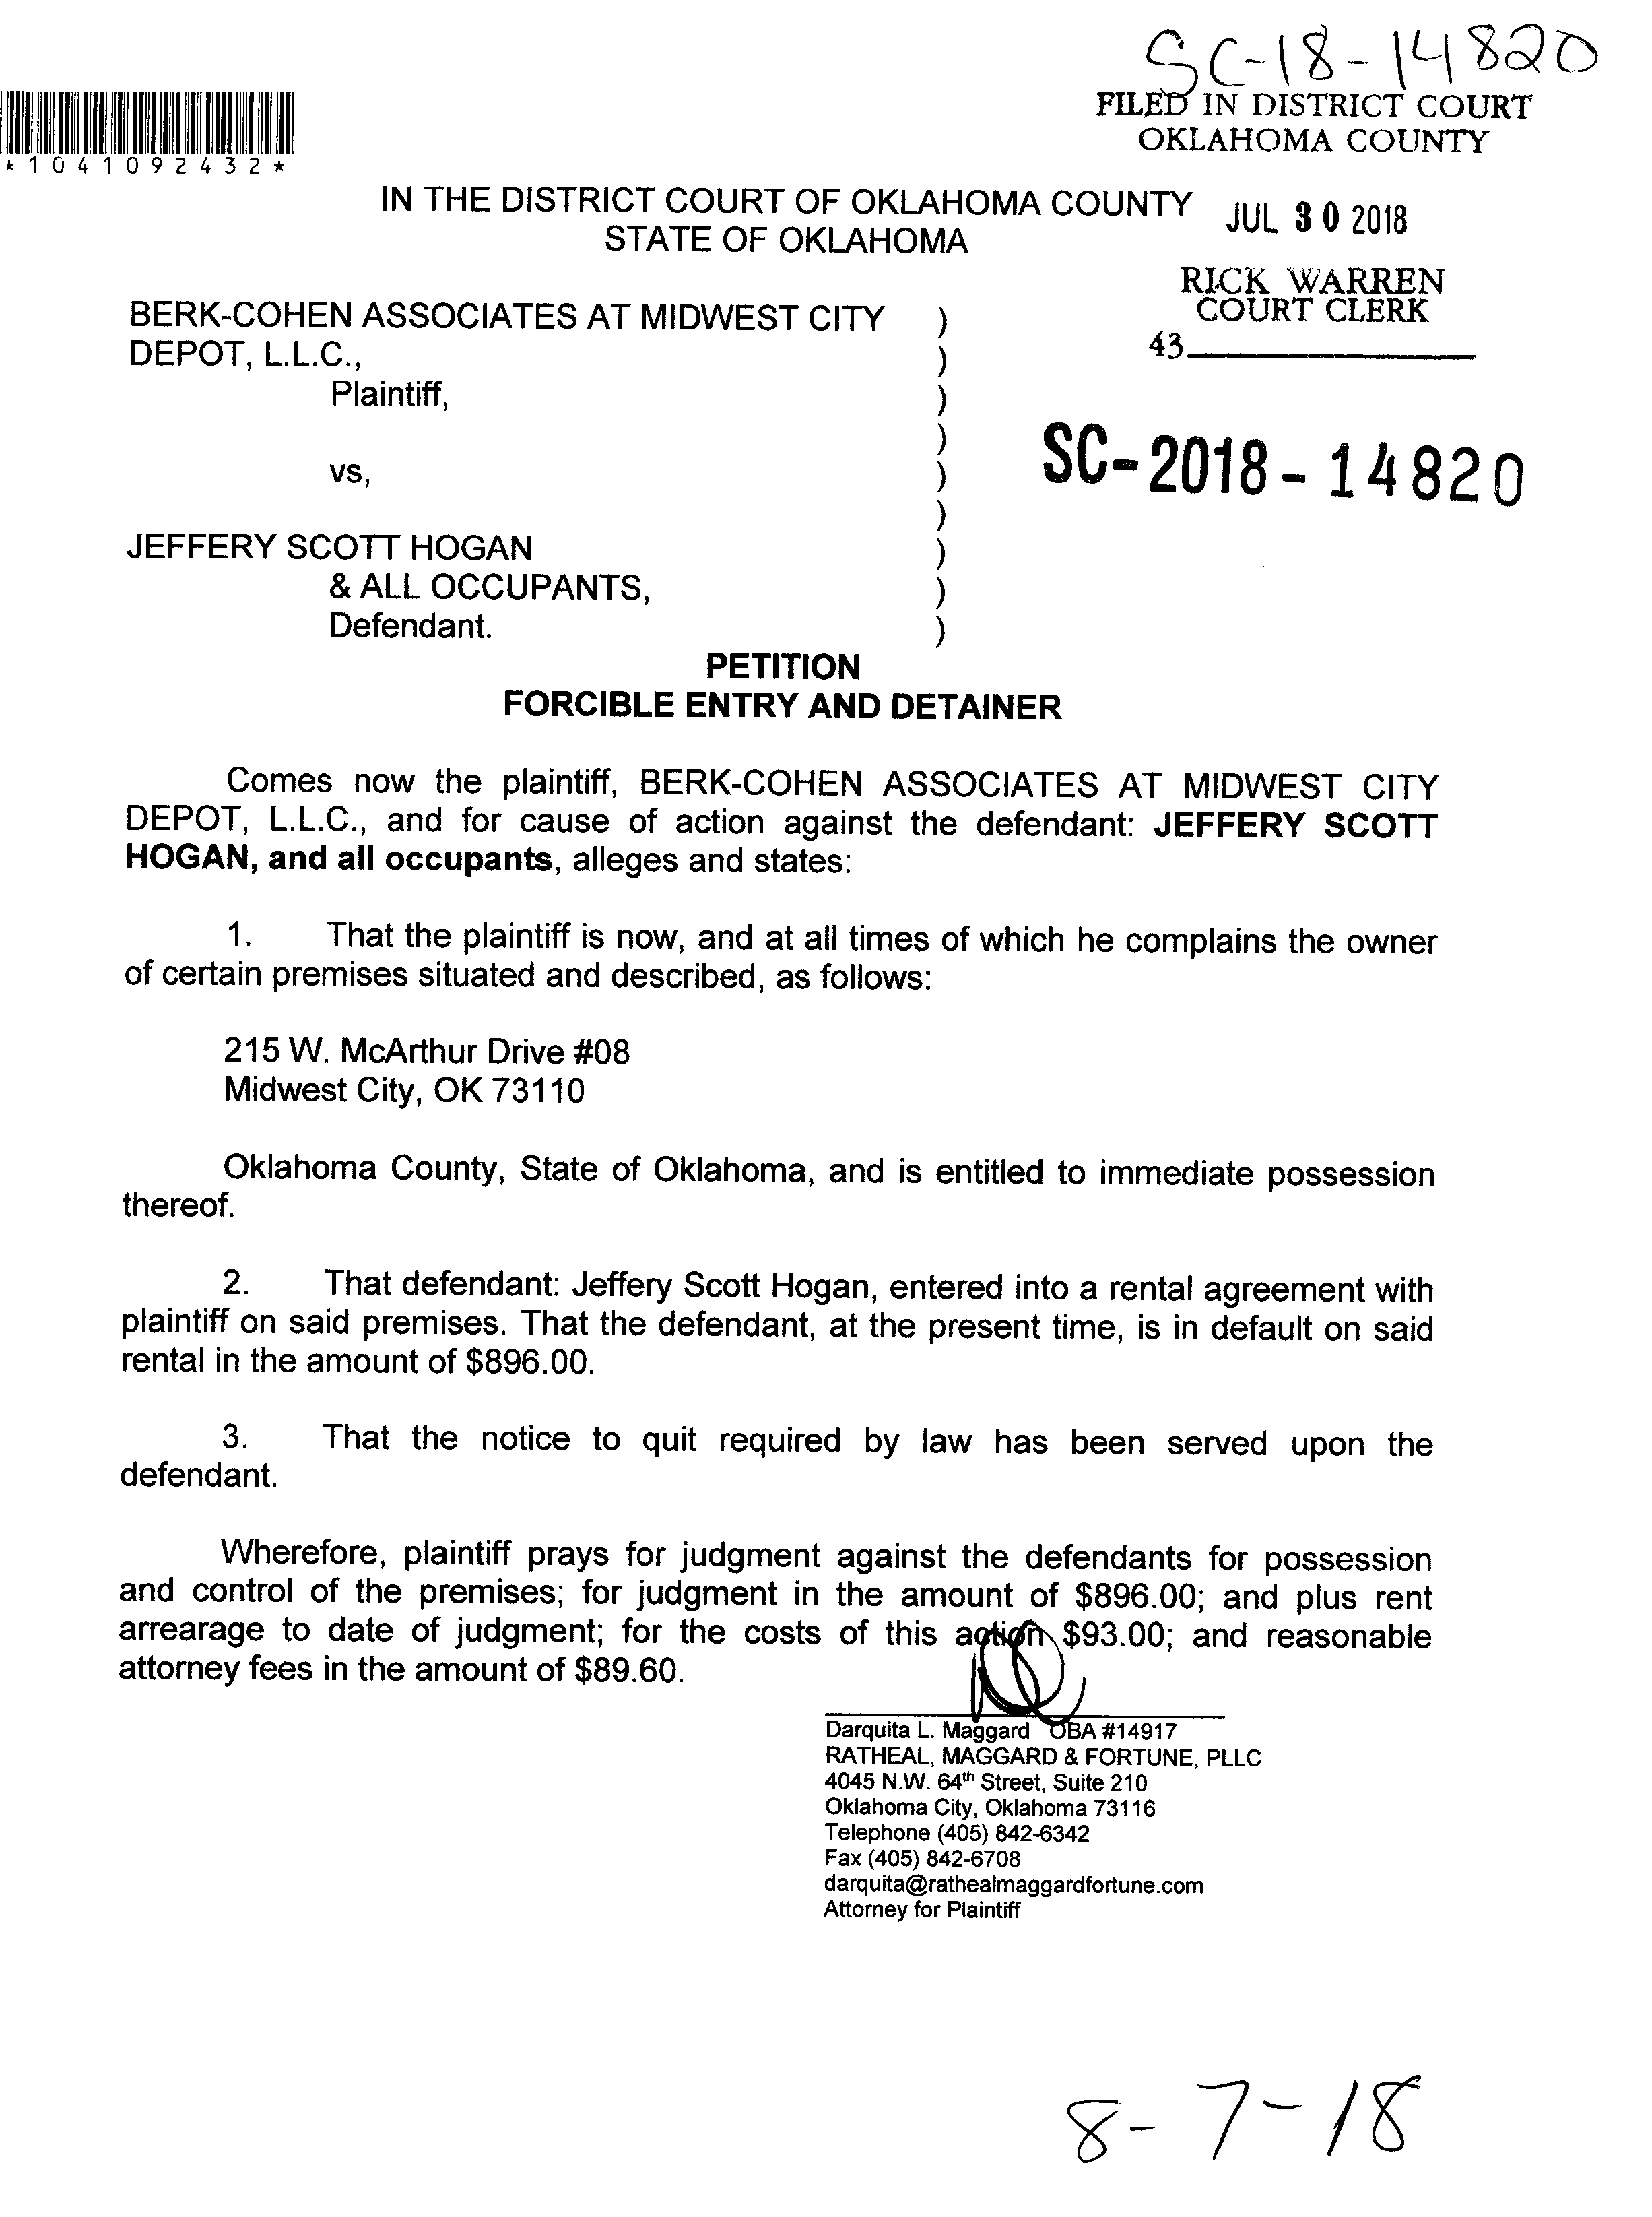 SC-18-14820
FILED IN DISTRICT COURT
OKLAHOMA COUNTY
*1041092432*
IN THE DISTRICT COURT OF OKLAHOMA COUNTY
STATE OF OKLAHOMA
JUL 30 2018
RICK WARREN
COURT CLERK
43
BERK-COHEN ASSOCIATES AT MIDWEST CITY )
DEPOT, L.L.C., )
Plaintiff, )
)
vs, )
)
JEFFERY SCOTT HOGAN )
& ALL OCCUPANTS, )
Defendant. )
SC-2018-14820
PETITION
FORCIBLE ENTRY AND DETAINER
Comes now the plaintiff, BERK-COHEN ASSOCIATES AT MIDWEST CITY
DEPOT, L.L.C., and for cause of action against the defendant: JEFFERY SCOTT
HOGAN, and all occupants, alleges and states:
1. That the plaintiff is now, and at all times of which he complains the owner
of certain premises situated and described, as follows:
215 W. McArthur Drive #08
Midwest City, OK 73110
Oklahoma County, State of Oklahoma, and is entitled to immediate possession
thereof.
2. That defendant: Jeffery Scott Hogan, entered into a rental agreement with
plaintiff on said premises. That the defendant, at the present time, is in default on said
rental in the amount of $896.00.
3. That the notice to quit required by law has been served upon the
defendant.
Wherefore, plaintiff prays for judgment against the defendants for possession
and control of the premises; for judgment in the amount of $896.00; and plus rent
arrearage to date of judgment; for the costs of this action $93.00; and reasonable
attorney fees in the amount of $89.60.
Darquita L. Maggard OBA #14917
RATHEAL, MAGGARD & FORTUNE, PLLC
4045 N.W. 64th Street, Suite 210
Oklahoma City, Oklahoma 73116
Telephone (405) 842-6342
Fax (405) 842-6708
darquita@rathealmaggardfortune.com
Attorney for Plaintiff
8-7-18